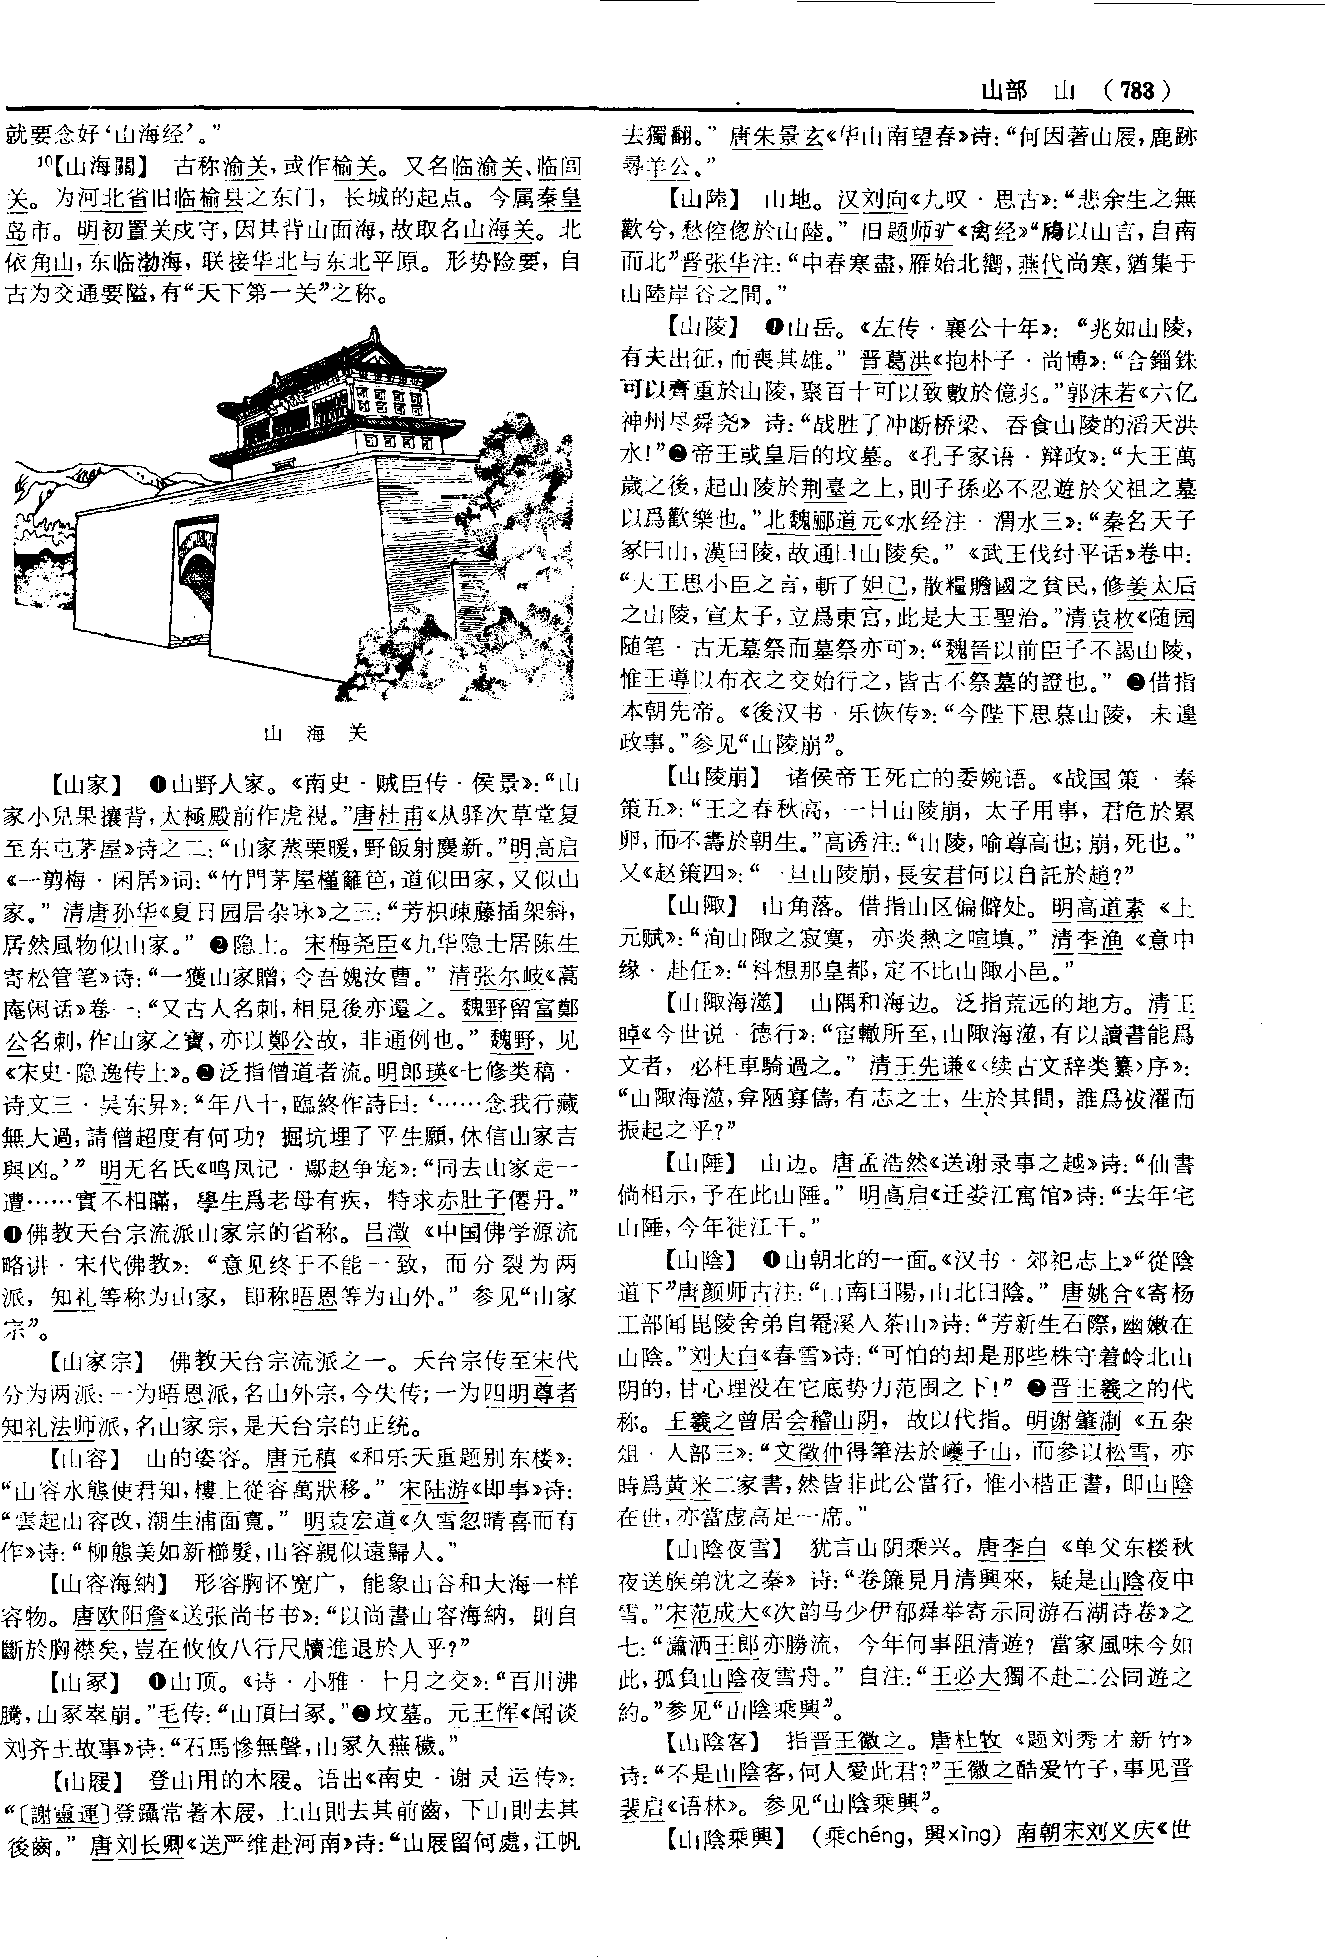 山部 山 (783)
就要念好‘山海经’。”
10【山海關】 古称渝关，或作榆关。又名临渝关、临闾
关。为河北省旧临榆县之东门，长城的起点。今属秦皇
岛市。明初置关戍守，因其背山面海，故取名山海关。北
依角山，东临渤海，联接华北与东北平原。形势险要，自
古为交通要隘，有“天下第一关”之称。
山 海 关
【山家】 ❶山野人家。《南史·贼臣传·侯景》：“山
家小兒果攘背，太極殿前作虎視。”唐杜甫《从驿次草堂复
至东屯茅屋》诗之二：“山家蒸栗暖，野飯射麋新。”明高启
《一剪梅·闲居》词：“竹門茅屋槿籬笆，道似田家，又似山
家。”清唐孙华《夏日园居杂咏》之三：“芳枳疎藤插架斜，
居然風物似山家。”❷隐士。宋梅尧臣《九华隐士居陈生
寄松管笔》诗：“一獲山家贈，令吾媿汝曹。”清张尔岐《蒿
庵闲话》卷一：“又古人名刺，相見後亦還之。魏野留富鄭
公名刺，作山家之寶，亦以鄭公故，非通例也。”魏野，见
《宋史·隐逸传上》。❸泛指僧道者流。明郎瑛《七修类稿·
诗文三·吴东昇》：“年八十，臨終作詩曰：‘……念我行藏
無大過，請僧超度有何功？掘坑埋了平生願，休信山家吉
與凶。’”明无名氏《鸣凤记·鄢赵争宠》：“同去山家走一
遭……實不相瞞，學生爲老母有疾，特求赤肚子僊丹。”
❹佛教天台宗流派山家宗的省称。吕澂《中国佛学源流
略讲·宋代佛教》：“意见终于不能一致，而分裂为两
派，知礼等称为山家，即称晤恩等为山外。”参见“山家
宗”。
【山家宗】 佛教天台宗流派之一。天台宗传至宋代
分为两派：一为晤恩派，名山外宗，今失传；一为四明尊者
知礼法师派，名山家宗，是天台宗的正统。
【山容】 山的姿容。唐元稹《和乐天重题别东楼》：
“山容水態使君知，樓上從容萬狀移。”宋陆游《即事》诗：
“雲起山容改，潮生浦面寬。”明袁宏道《久雪忽晴喜而有
作》诗：“柳態美如新櫛髮，山容親似遠歸人。”
【山容海納】 形容胸怀宽广，能象山谷和大海一样
容物。唐欧阳詹《送张尚书书》：“以尚書山容海納，則自
斷於胸襟矣，豈在攸攸八行尺牘進退於人乎？”
【山冢】 ❶山顶。《诗·小雅·十月之交》：“百川沸
騰，山冢崒崩。”毛传：“山頂曰冢。”❷坟墓。元王恽《闻谈
刘齐王故事》诗：“石馬慘無聲，山冢久蕪穢。”
【山屐】 登山用的木屐。语出《南史·谢灵运传》：
“〔謝靈運〕登躡常著木屐，上山則去其前齒，下山則去其
後齒。”唐刘长卿《送严维赴河南》诗：“山屐留何處，江帆
去獨翻。”唐朱景玄《华山南望春》诗：“何因著山屐，鹿跡
尋羊公。”
【山陸】 山地。汉刘向《九叹·思古》：“悲余生之無
歡兮，愁倥傯於山陸。”旧题师旷《禽经》“鳱以山言，自南
而北”晋张华注：“中春寒盡，雁始北嚮，燕代尚寒，猶集于
山陸岸谷之間。”
【山陵】 ❶山岳。《左传·襄公十年》：“兆如山陵，
有夫出征，而喪其雄。”晋葛洪《抱朴子·尚博》：“合錙銖
可以齊重於山陵，聚百十可以致數於億兆。”郭沫若《六亿
神州尽舜尧》诗：“战胜了冲断桥梁、吞食山陵的滔天洪
水！”❷帝王或皇后的坟墓。《孔子家语·辩政》：“大王萬
歲之後，起山陵於荆臺之上，則子孫必不忍遊於父祖之墓
以爲歡樂也。”北魏郦道元《水经注·渭水三》：“秦名天子
冢曰山，漢曰陵，故通曰山陵矣。”《武王伐纣平话》卷中：
“大王思小臣之言，斬了妲己，散糧贍國之貧民，修姜太后
之山陵，宣太子，立爲東宫，此是大王聖治。”清袁枚《随园
随笔·古无墓祭而墓祭亦可》：“魏晉以前臣子不謁山陵，
惟王導以布衣之交始行之，皆古不祭墓的證也。”❸借指
本朝先帝。《後汉书·乐恢传》：“今陛下思慕山陵，未遑
政事。”参见“山陵崩”。
【山陵崩】 诸侯帝王死亡的委婉语。《战国策·秦
策五》：“王之春秋高，一日山陵崩，太子用事，君危於累
卵，而不壽於朝生。”高诱注：“山陵，喻尊高也；崩，死也。”
又《赵策四》：“一旦山陵崩，長安君何以自託於趙？”
【山陬】 山角落。借指山区偏僻处。明高道素《上
元赋》：“洵山陬之寂寞，亦炎熱之喧填。”清李渔《意中
缘·赴任》：“料想那皇都，定不比山陬小邑。”
【山陬海澨】 山隅和海边。泛指荒远的地方。清王
晫《今世说·德行》：“宦轍所至，山陬海澨，有以讀書能爲
文者，必枉車騎過之。”清王先谦《〈续古文辞类纂〉序》：
“山陬海澨，弇陋寡儔，有志之士，生於其間，誰爲祓濯而
振起之乎？”
【山陲】 山边。唐孟浩然《送谢录事之越》诗：“仙書
倘相示，予在此山陲。”明高启《迁娄江寓馆》诗：“去年宅
山陲，今年徙江干。”
【山陰】 ❶山朝北的一面。《汉书·郊祀志上》“從陰
道下”唐颜师古注：“山南曰陽，山北曰陰。”唐姚合《寄杨
工部闻毘陵舍弟自罨溪入茶山》诗：“芳新生石際，幽嫩在
山陰。”刘大白《春雪》诗：“可怕的却是那些株守着岭北山
阴的，甘心埋没在它底势力范围之下！”❷晋王羲之的代
称。王羲之曾居会稽山阴，故以代指。明谢肇淛《五杂
俎·人部三》：“文徵仲得筆法於巎子山，而参以松雪，亦
時爲黄米二家書，然皆非此公當行，惟小楷正書，即山陰
在世，亦當虚高足一席。”
【山陰夜雪】 犹言山阴乘兴。唐李白《单父东楼秋
夜送族弟沈之秦》诗：“卷簾見月清興來，疑是山陰夜中
雪。”宋范成大《次韵马少伊郁舜举寄示同游石湖诗卷》之
七：“瀟洒王郎亦勝流，今年何事阻清遊？當家風味今如
此，孤負山陰夜雪舟。”自注：“王必大獨不赴二公同遊之
約。”参见“山陰乘興”。
【山陰客】 指晋王徽之。唐杜牧《题刘秀才新竹》
诗：“不是山陰客，何人愛此君？”王徽之酷爱竹子，事见晋
裴启《语林》。参见“山陰乘興”。
【山陰乘興】 （乘chéng，興xìng）南朝宋刘义庆《世